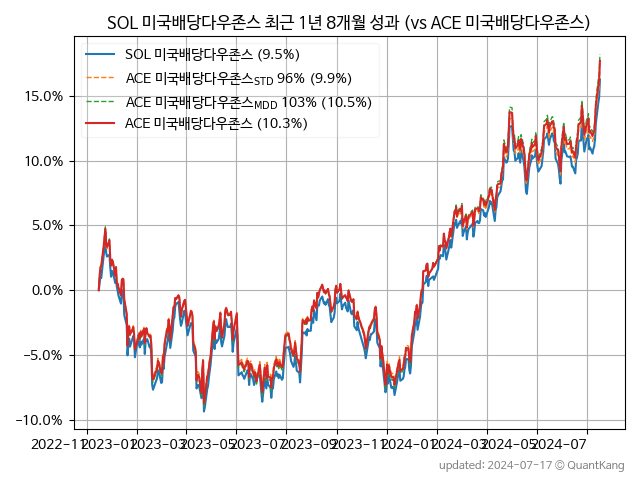 SOL 미국배당다우존스 최근 1년 8개월 성과 (vs ACE 미국배당다우존스)
SOL 미국배당다우존스 (9.5%)
ACE 미국배당다우존스STD 96% (9.9%)
ACE 미국배당다우존스MDD 103% (10.5%)
ACE 미국배당다우존스 (10.3%)
15.0%
10.0%
5.0%
0.0%
−5.0%
−10.0%
2022-11 2023-01 2023-03 2023-05 2023-07 2023-09 2023-11 2024-01 2024-03 2024-05 2024-07
updated: 2024-07-17 © QuantKang